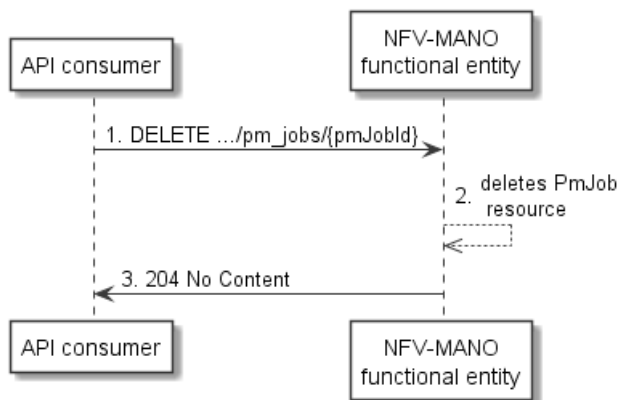 API consumer
NFV-MANO
functional entity
1. DELETE .../pm_jobs/{pmJobId}
2. deletes PmJob
resource
3. 204 No Content
API consumer
NFV-MANO
functional entity